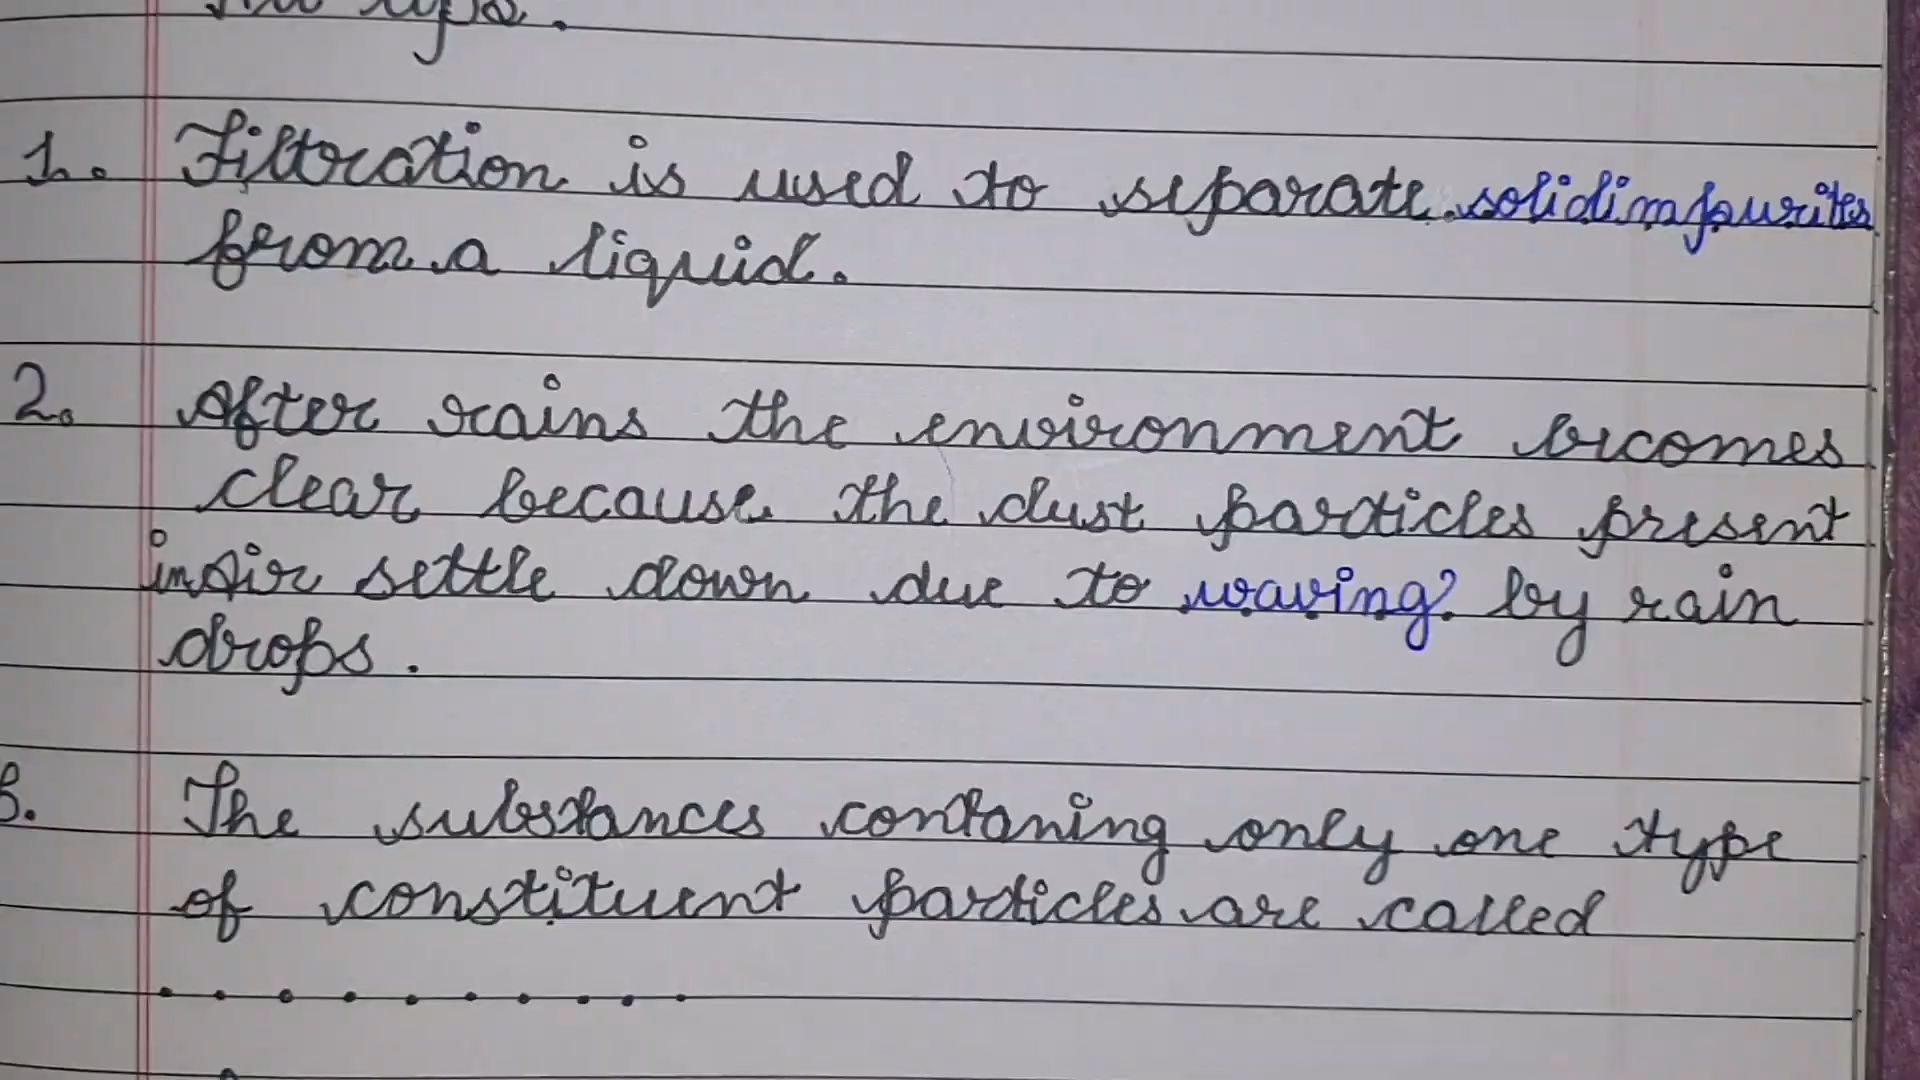 1. Filtration is used to separate solid impurites
from a liquid.
2. After rains the environment becomes
clear because the dust particles present
in air settle down due to waving? by rain
drops.
3. The substances contaning only one type
of constituent particles are called
..........